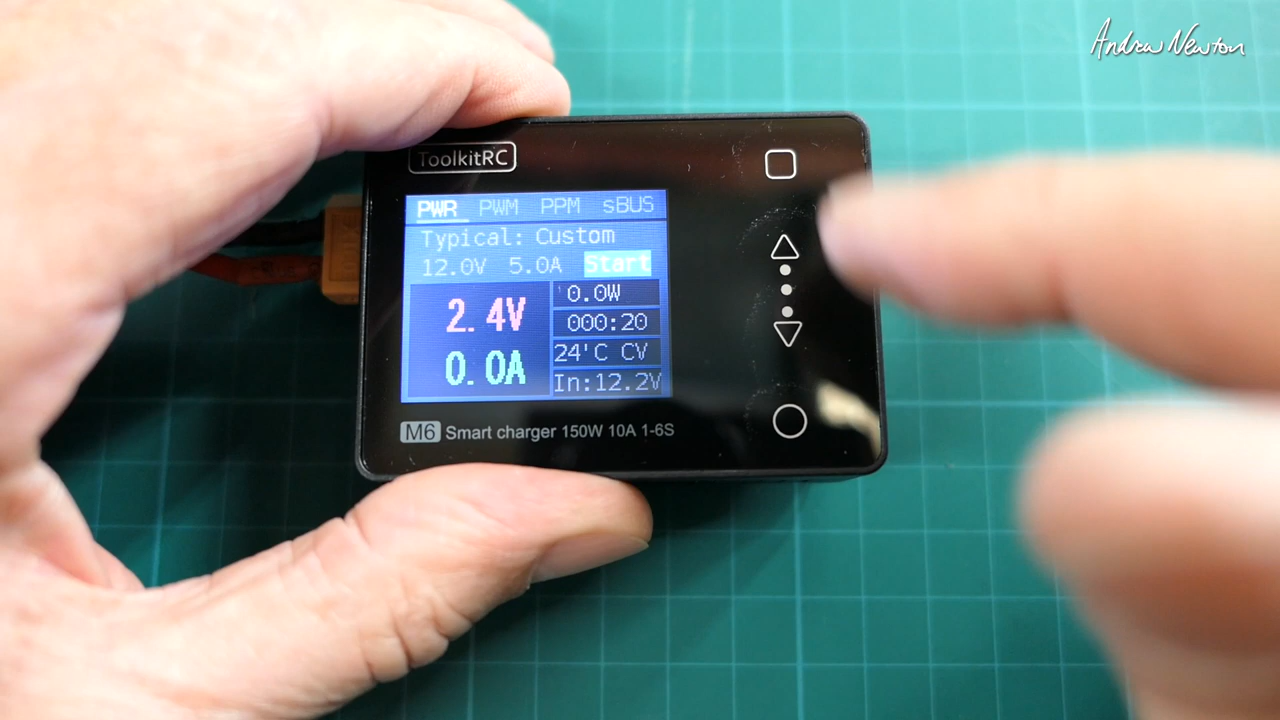 Andrew Newton
ToolkitRC
PWR PWM PPM sBUS
Typical: Custom
12.0V 5.0A Start
2.4V
0.0A
0.0W
000:20
24'C CV
In:12.2V
M6 Smart charger 150W 10A 1-6S